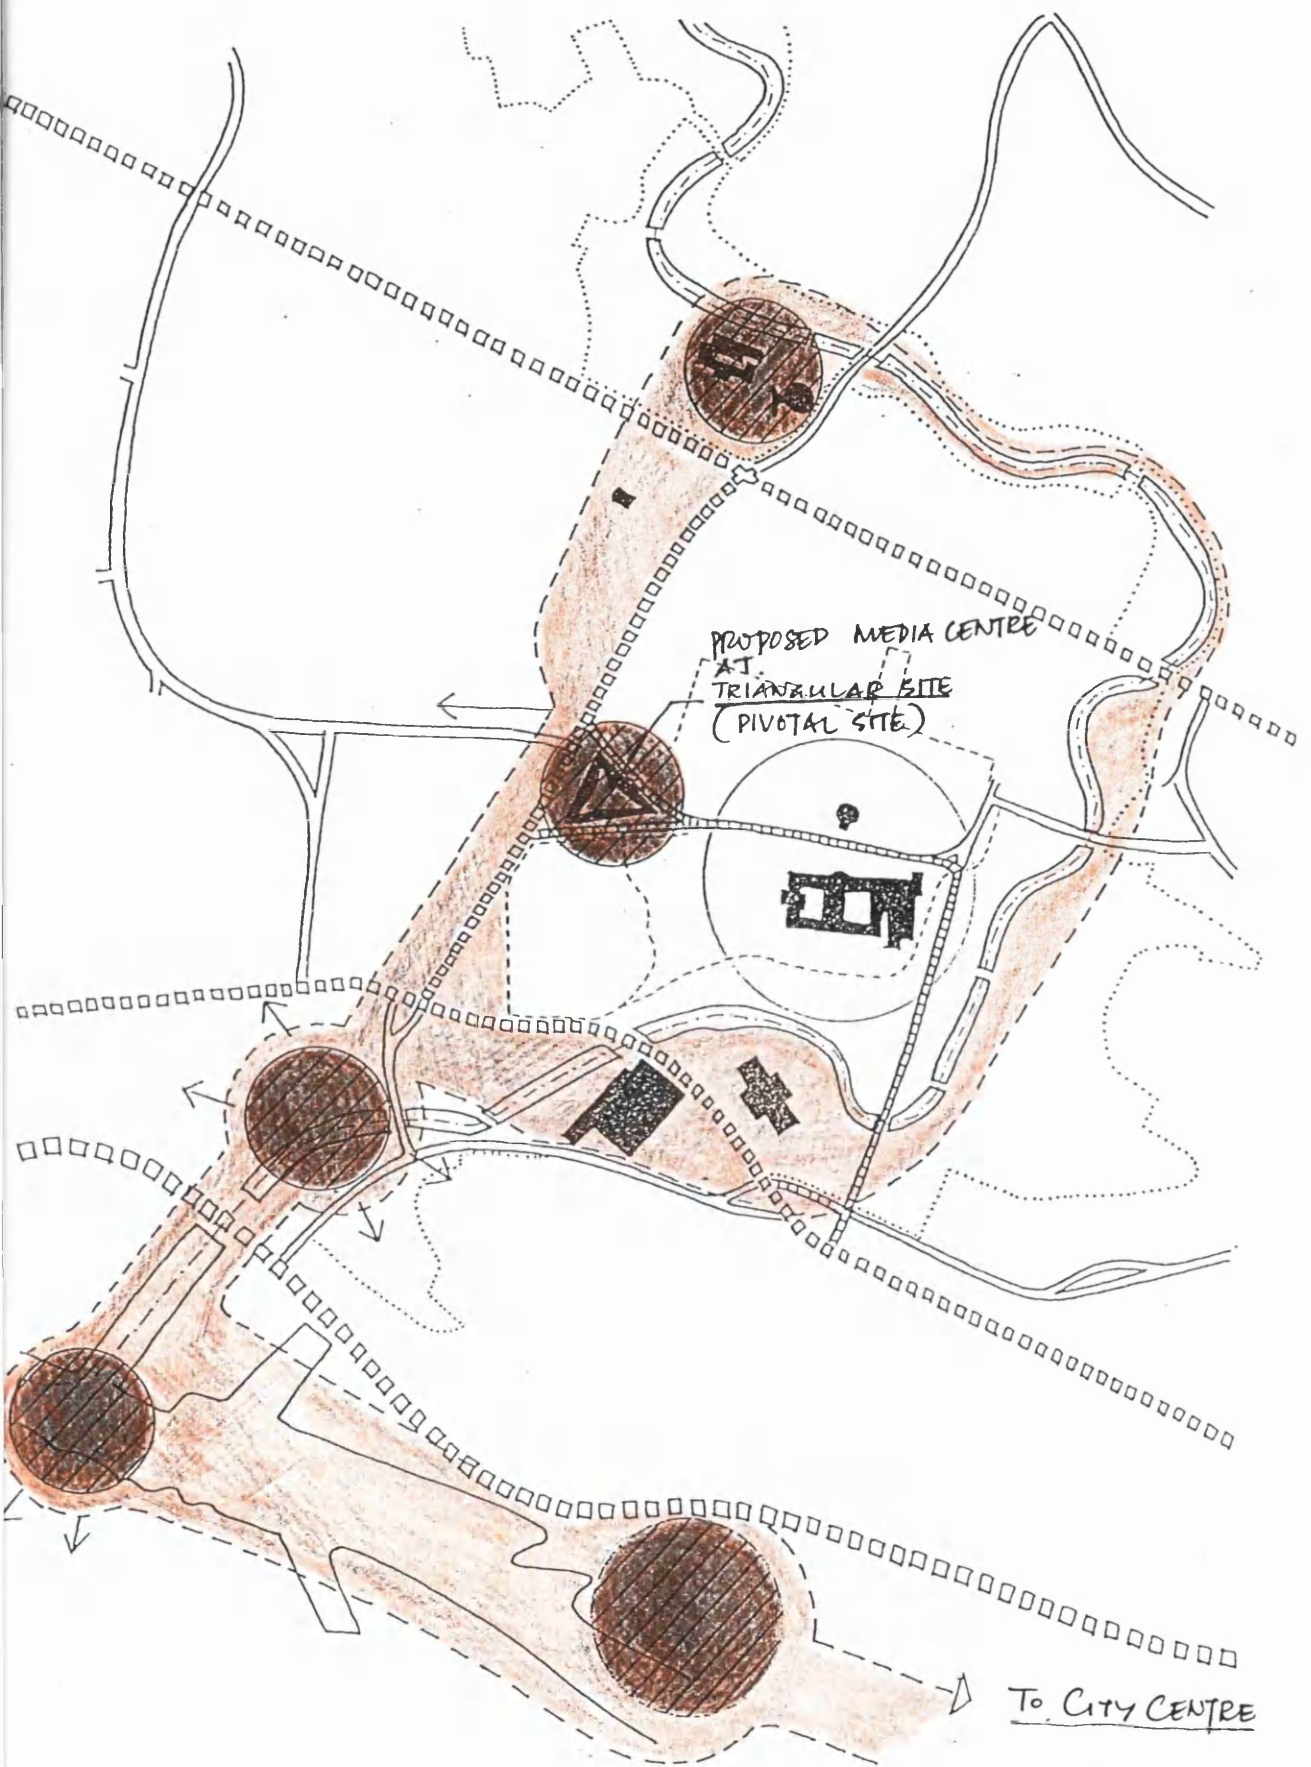 PROPOSED MEDIA CENTRE
AT.
TRIANGULAR SITE
(PIVOTAL SITE)
TO CITY CENTRE